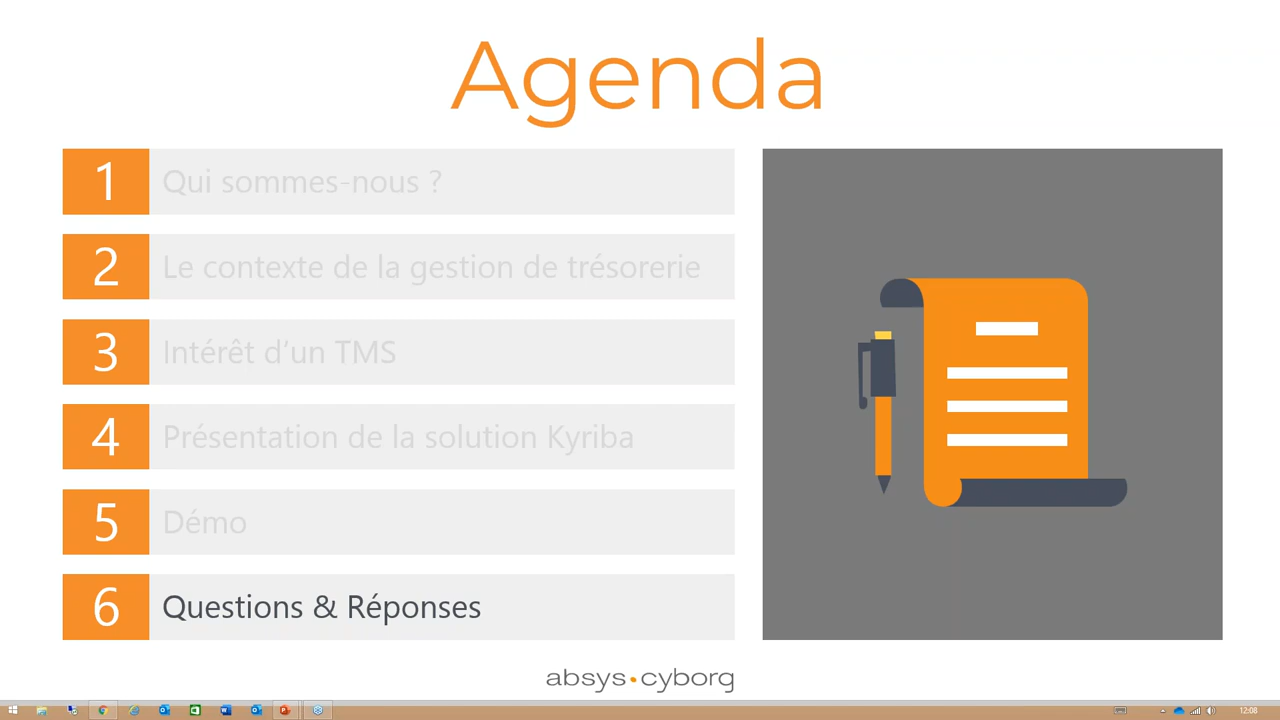 Agenda
1 Qui sommes-nous ?
2 Le contexte de la gestion de trésorerie
3 Intérêt d’un TMS
4 Présentation de la solution Kyriba
5 Démo
6 Questions & Réponses
absys•cyborg
12:08